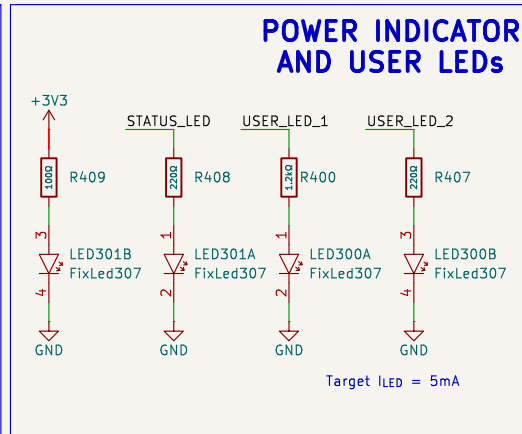 POWER INDICATOR
AND USER LEDs
+3V3
STATUS_LED
USER_LED_1
USER_LED_2
100Ω
R409
220Ω
R408
1.2kΩ
R400
220Ω
R407
3
1
1
3
LED301B
FixLed307
LED301A
FixLed307
LED300A
FixLed307
LED300B
FixLed307
4
2
2
4
GND
GND
GND
GND
Target ILED = 5mA